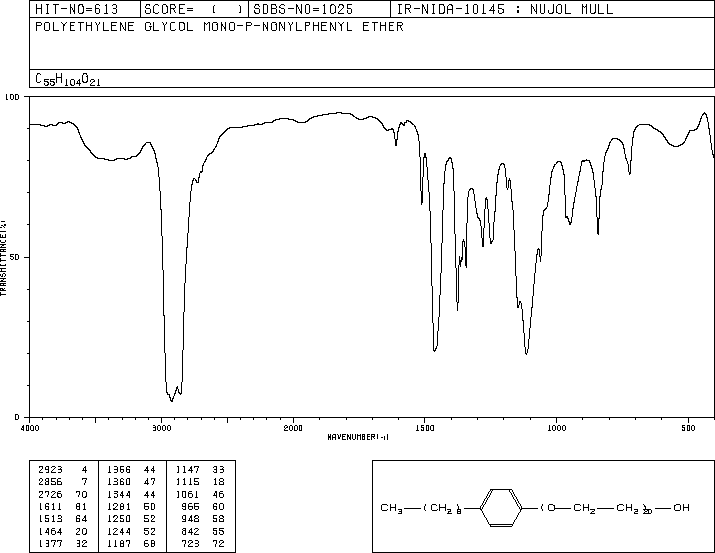 HIT-NO=613 SCORE= ( ) SDBS-NO=1025 IR-NIDA-10145 : NUJOL MULL
POLYETHYLENE GLYCOL MONO-P-NONYLPHENYL ETHER
C55H104O21
100
TRANSMITTANCE(%)
50
0
4000 3000 2000 1500 1000 500
WAVENUMBER(-1)
2923 4 1366 44 1147 33
2856 7 1360 47 1115 18
2726 70 1344 44 1061 46
1611 81 1281 50 966 60
1513 64 1250 52 948 58
1464 20 1244 52 842 55
1377 32 1187 68 723 72
CH3—(CH2)8 (O—CH2—CH2)20—OH